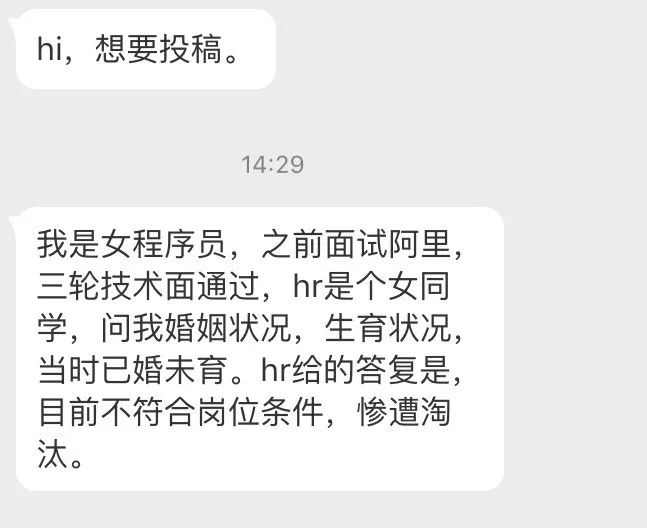 hi，想要投稿。
14:29
我是女程序员，之前面试阿里，
三轮技术面通过，hr是个女同
学，问我婚姻状况，生育状况，
当时已婚未育。hr给的答复是，
目前不符合岗位条件，惨遭淘
汰。